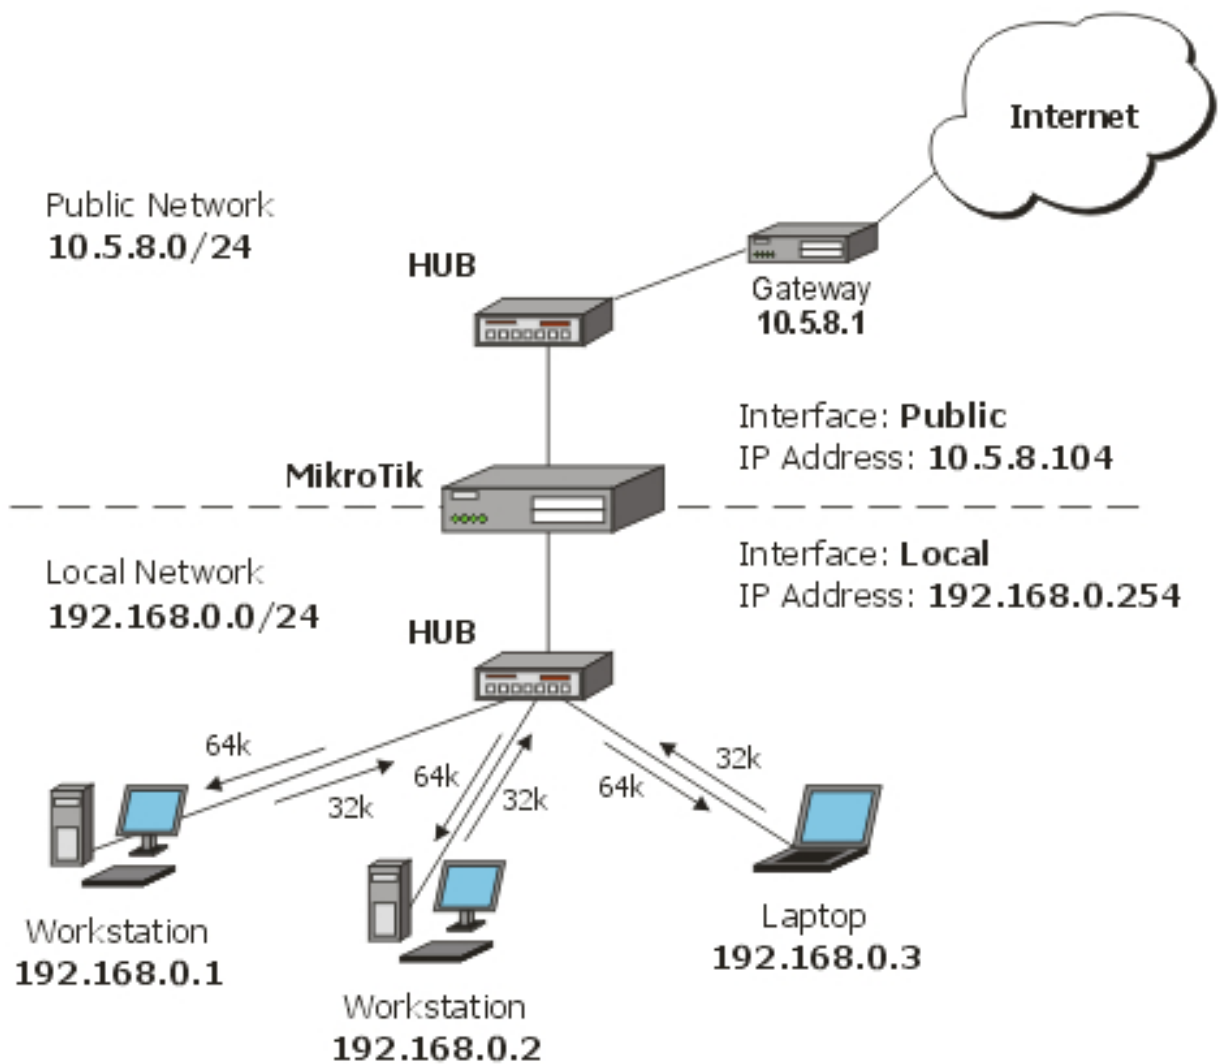 Internet
Public Network
10.5.8.0/24
HUB
Gateway
10.5.8.1
Interface: Public
IP Address: 10.5.8.104
MikroTik
Interface: Local
IP Address: 192.168.0.254
Local Network
192.168.0.0/24
HUB
64k
32k
64k
32k
64k
32k
Workstation
192.168.0.1
Workstation
192.168.0.2
Laptop
192.168.0.3